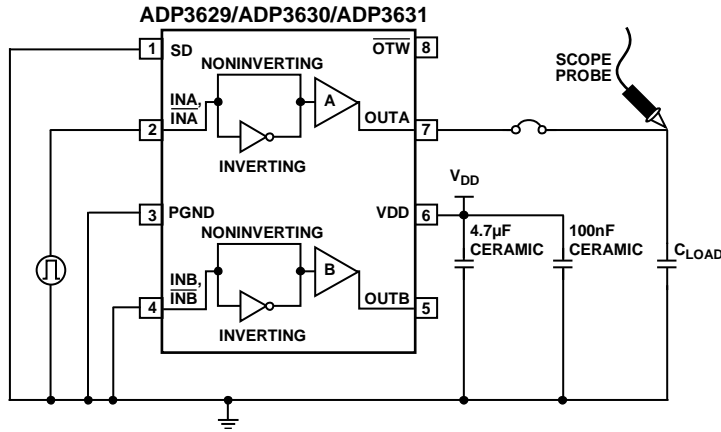 ADP3629/ADP3630/ADP3631
1 SD
OTW 8
SCOPE
PROBE
NONINVERTING
INA,
INA
2
A
OUTA 7
INVERTING
VDD
3 PGND
VDD 6
4.7µF
CERAMIC
100nF
CERAMIC
CLOAD
NONINVERTING
INB,
INB
4
B
OUTB 5
INVERTING